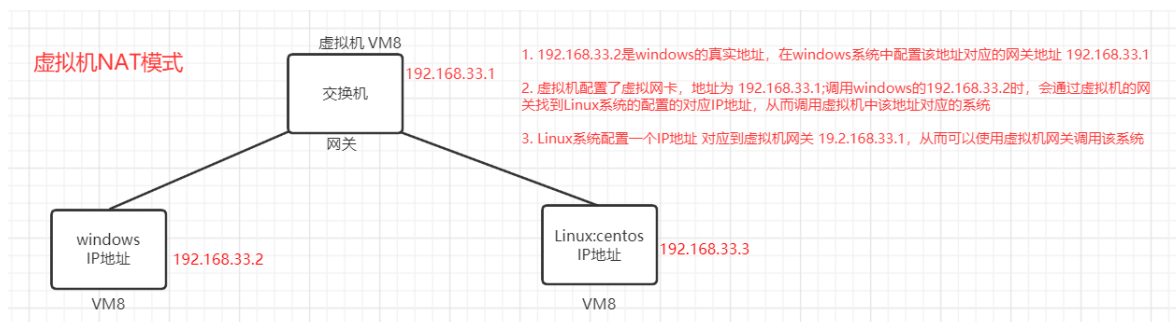 虚拟机NAT模式
虚拟机 VM8
交换机
192.168.33.1
网关
1. 192.168.33.2是windows的真实地址，在windows系统中配置该地址对应的网关地址 192.168.33.1
2. 虚拟机配置了虚拟网卡，地址为 192.168.33.1;调用windows的192.168.33.2时，会通过虚拟机的网
关找到Linux系统的配置的对应IP地址，从而调用虚拟机中该地址对应的系统
3. Linux系统配置一个IP地址 对应到虚拟机网关 19.2.168.33.1，从而可以使用虚拟机网关调用该系统
windows
IP地址
192.168.33.2
VM8
Linux:centos
IP地址
192.168.33.3
VM8